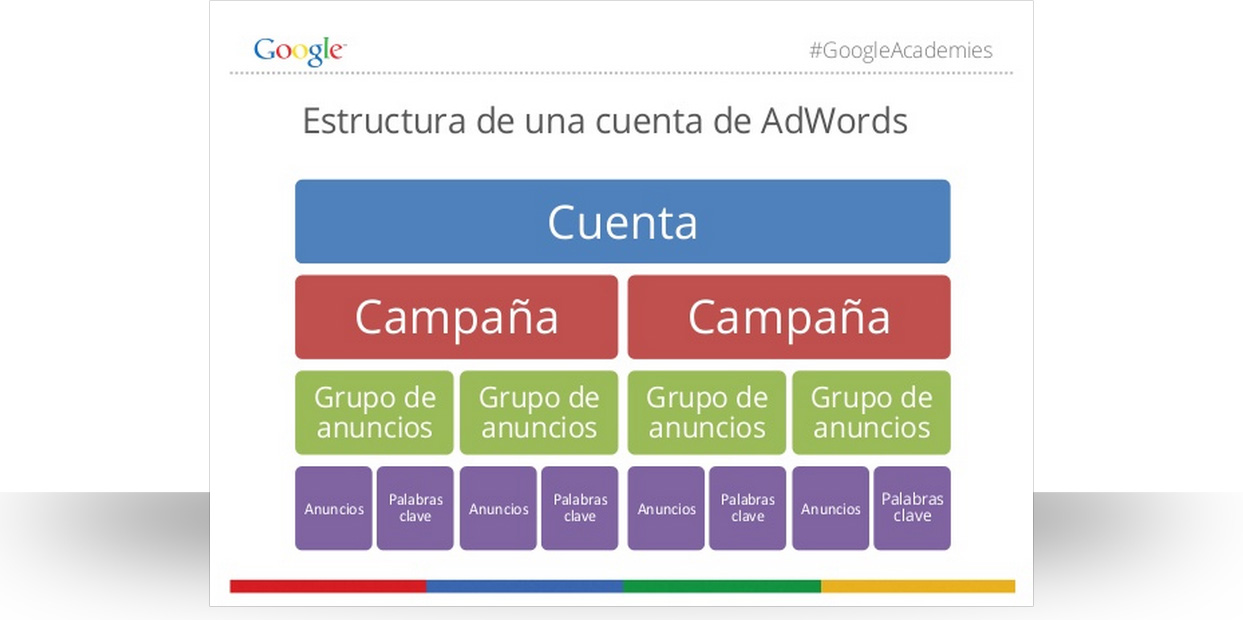 Google
#GoogleAcademies
Estructura de una cuenta de AdWords
Cuenta
Campaña
Campaña
Grupo de
anuncios
Grupo de
anuncios
Grupo de
anuncios
Grupo de
anuncios
Anuncios
Palabras
clave
Anuncios
Palabras
clave
Anuncios
Palabras
clave
Anuncios
Palabras
clave